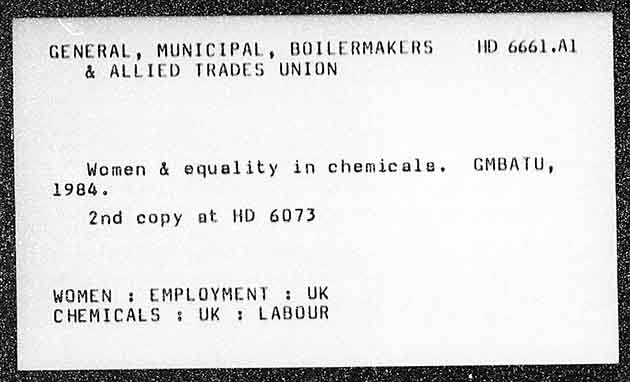 GENERAL, MUNICIPAL, BOILERMAKERS HD 6661.A1
& ALLIED TRADES UNION
Women & equality in chemicals. GMBATU,
1984.
2nd copy at HD 6073
WOMEN : EMPLOYMENT : UK
CHEMICALS : UK : LABOUR